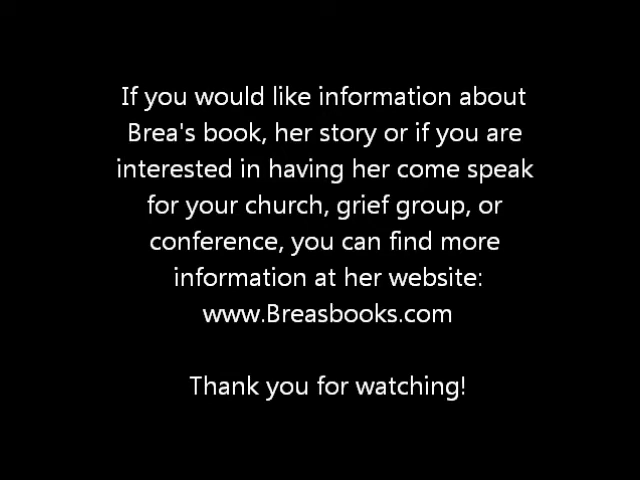 If you would like information about
Brea's book, her story or if you are
interested in having her come speak
for your church, grief group, or
conference, you can find more
information at her website:
www.Breasbooks.com
Thank you for watching!